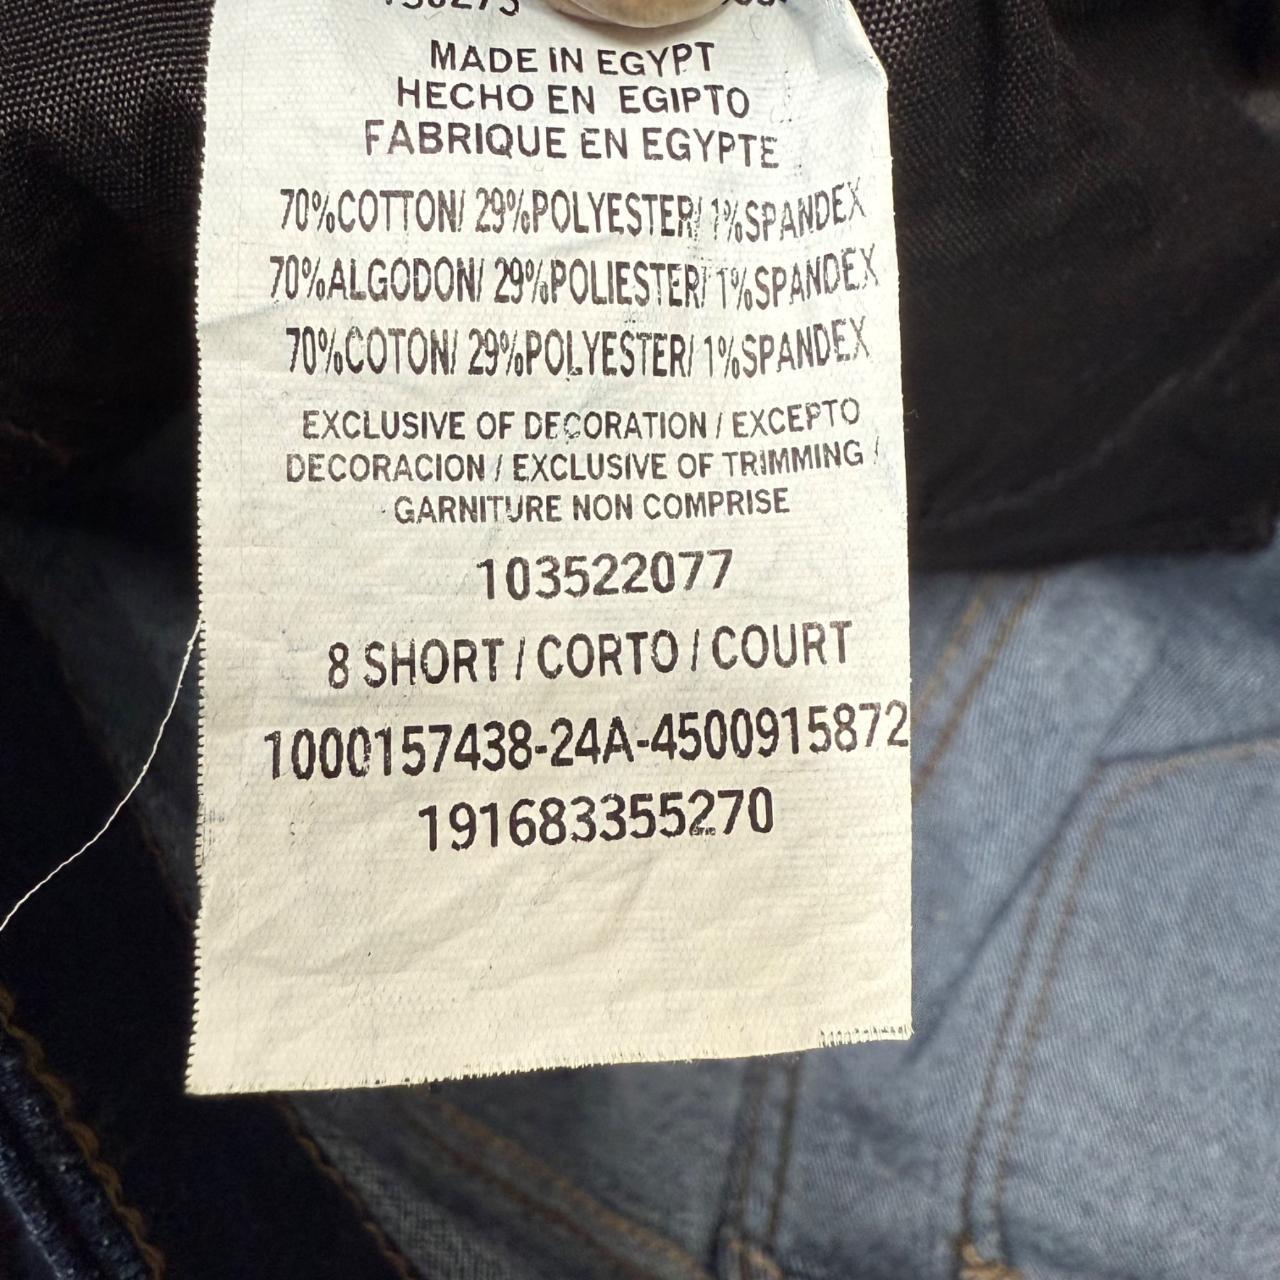 MADE IN EGYPT
HECHO EN EGIPTO
FABRIQUE EN EGYPTE
70%COTTON/ 29%POLYESTER/ 1%SPANDEX
70%ALGODON/ 29%POLIESTER/ 1%SPANDEX
70%COTON/ 29%POLYESTER/ 1%SPANDEX
EXCLUSIVE OF DECORATION / EXCEPTO
DECORACION / EXCLUSIVE OF TRIMMING /
GARNITURE NON COMPRISE
103522077
8 SHORT / CORTO / COURT
1000157438-24A-4500915872
191683355270